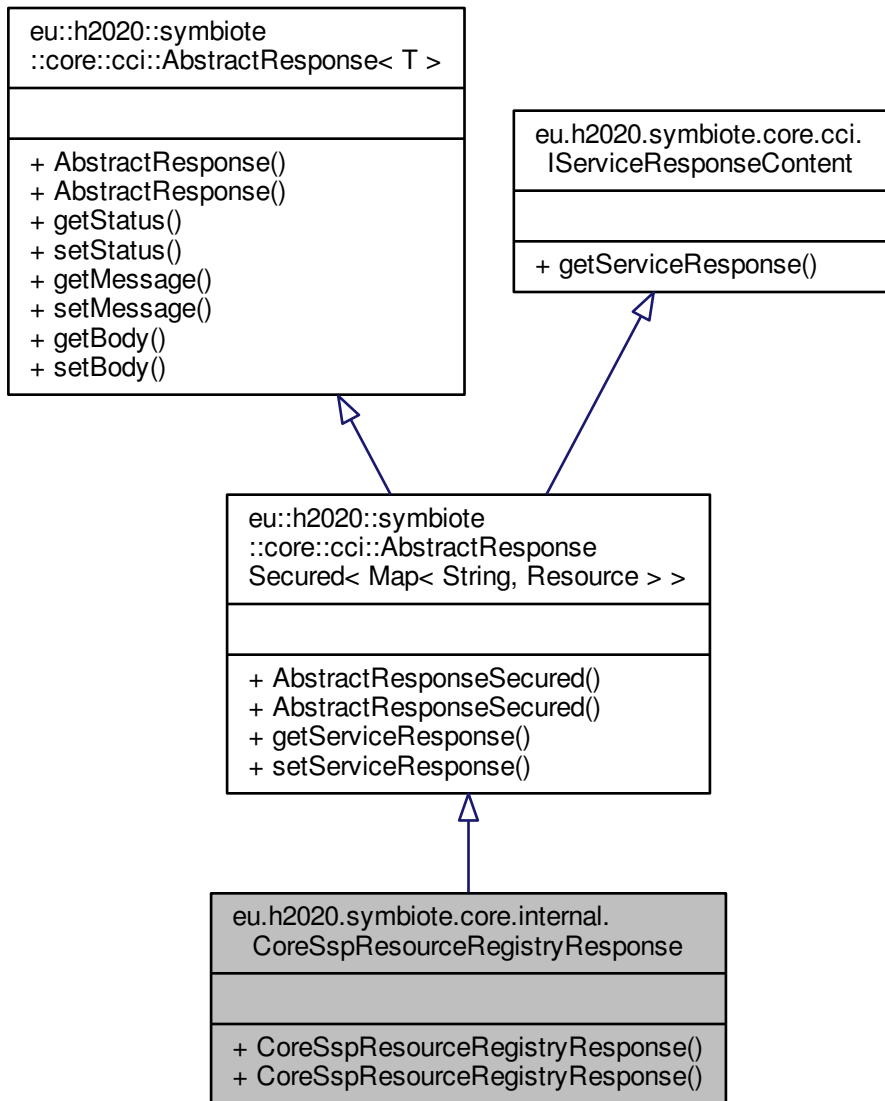 eu::h2020::symbiote
::core::cci::AbstractResponse< T >
+ AbstractResponse()
+ AbstractResponse()
+ getStatus()
+ setStatus()
+ getMessage()
+ setMessage()
+ getBody()
+ setBody()
eu.h2020.symbiote.core.cci.
IServiceResponseContent
+ getServiceResponse()
eu::h2020::symbiote
::core::cci::AbstractResponse
Secured< Map< String, Resource > >
+ AbstractResponseSecured()
+ AbstractResponseSecured()
+ getServiceResponse()
+ setServiceResponse()
eu.h2020.symbiote.core.internal.
CoreSspResourceRegistryResponse
+ CoreSspResourceRegistryResponse()
+ CoreSspResourceRegistryResponse()